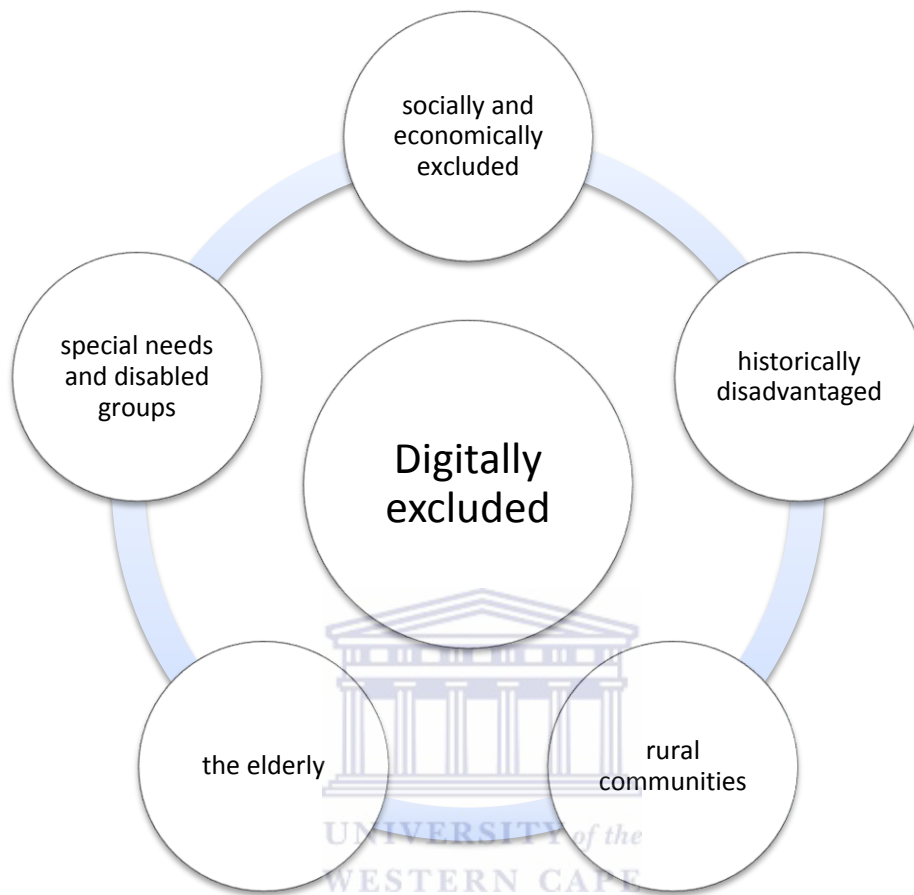 socially and
economically
excluded
special needs
and disabled
groups
historically
disadvantaged
Digitally
excluded
the elderly
rural
communities
UNIVERSITY of the
WESTERN CAPE